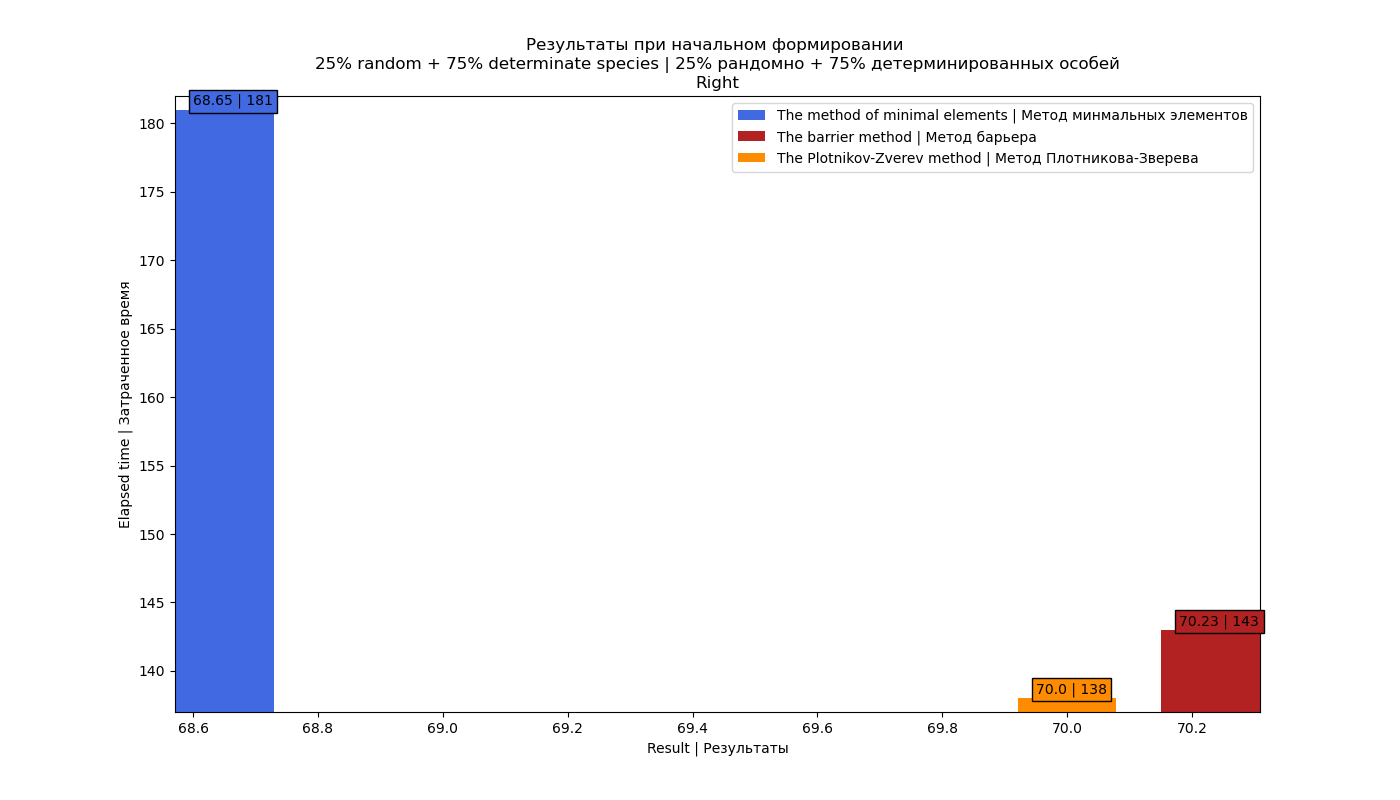 Результаты при начальном формировании
25% random + 75% determinate species | 25% рандомно + 75% детерминированных особей
Right
68.65 | 181
The method of minimal elements | Метод минмальных элементов
The barrier method | Метод барьера
The Plotnikov-Zverev method | Метод Плотникова-Зверева
180
175
170
165
160
155
150
145
140
Elapsed time | Затраченное время
70.23 | 143
70.0 | 138
68.6 68.8 69.0 69.2 69.4 69.6 69.8 70.0 70.2
Result | Результаты